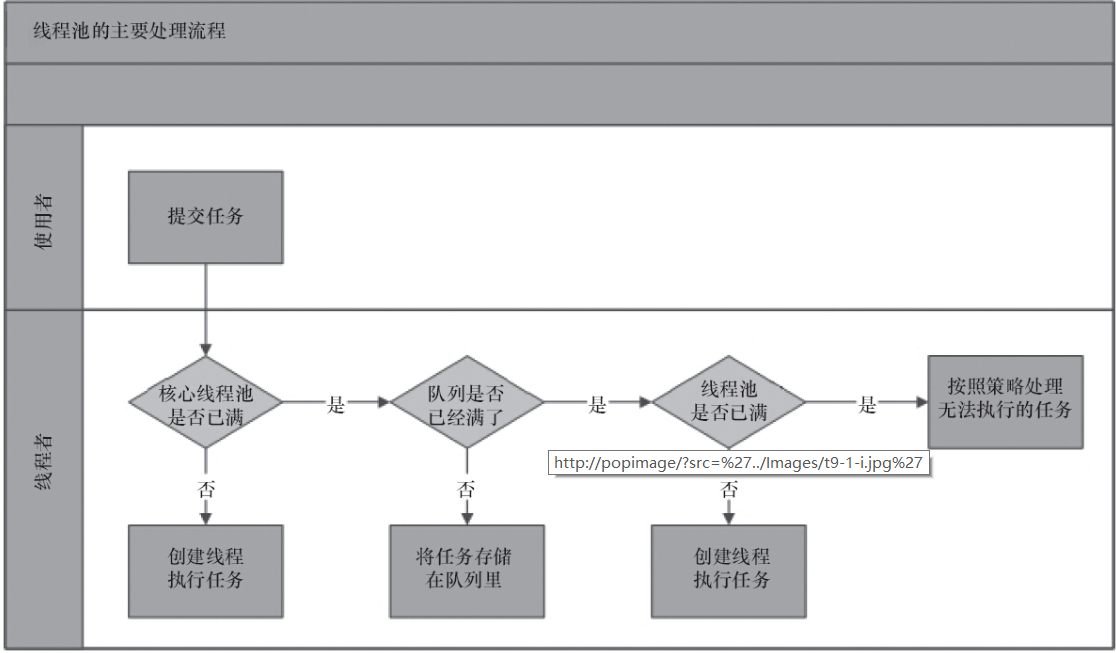 线程池的主要处理流程
使用者
提交任务
线程者
核心线程池
是否已满
是
队列是否
已经满了
是
线程池
是否已满
是
按照策略处理
无法执行的任务
http://popimage/?src=%27../Images/t9-1-i.jpg%27
否
否
否
创建线程
执行任务
将任务存储
在队列里
创建线程
执行任务